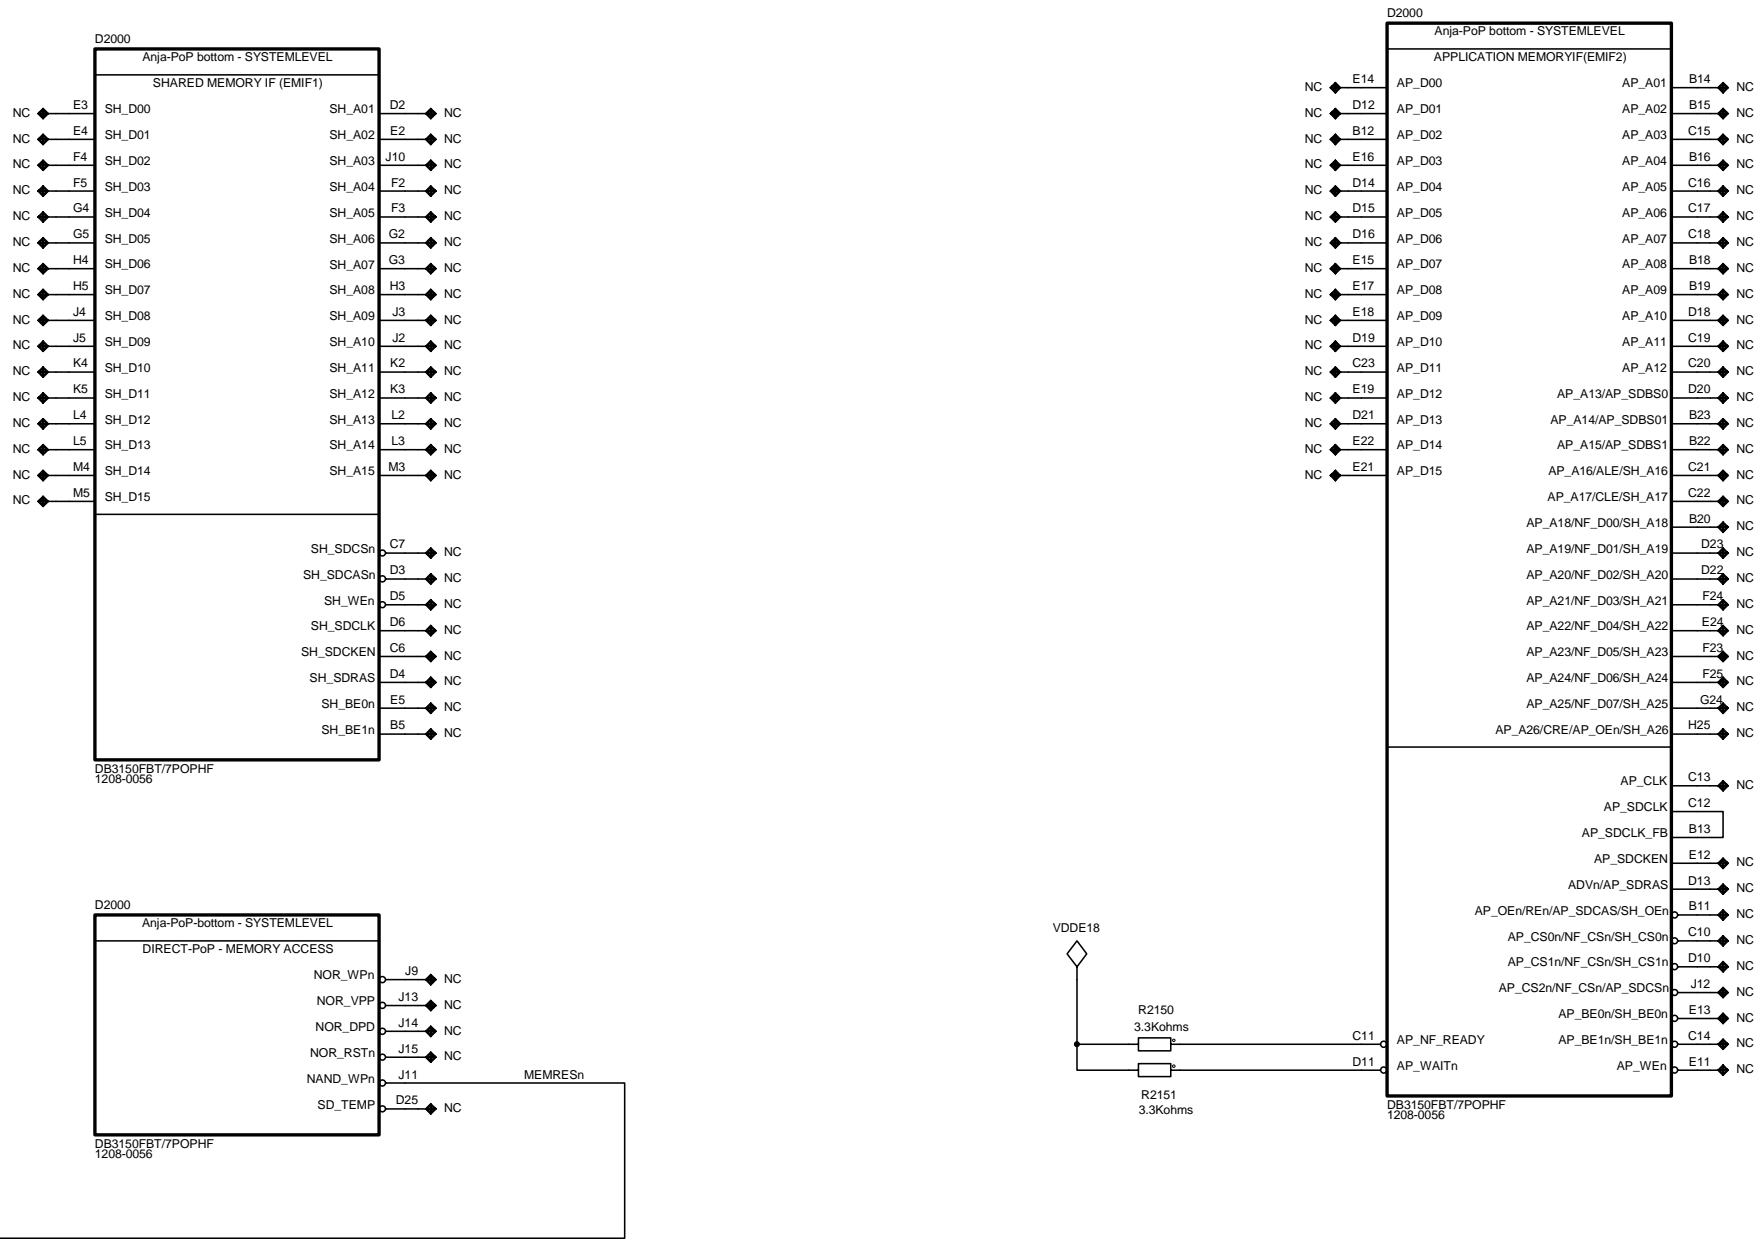 D2000
Anja-PoP bottom - SYSTEMLEVEL
SHARED MEMORY IF (EMIF1)
NC E3 SH_D00 SH_A01 D2 NC
NC E4 SH_D01 SH_A02 E2 NC
NC F4 SH_D02 SH_A03 J10 NC
NC F5 SH_D03 SH_A04 F2 NC
NC G4 SH_D04 SH_A05 F3 NC
NC G5 SH_D05 SH_A06 G2 NC
NC H4 SH_D06 SH_A07 G3 NC
NC H5 SH_D07 SH_A08 H3 NC
NC J4 SH_D08 SH_A09 J3 NC
NC J5 SH_D09 SH_A10 J2 NC
NC K4 SH_D10 SH_A11 K2 NC
NC K5 SH_D11 SH_A12 K3 NC
NC L4 SH_D12 SH_A13 L2 NC
NC L5 SH_D13 SH_A14 L3 NC
NC M4 SH_D14 SH_A15 M3 NC
NC M5 SH_D15
SH_SDCSn C7 NC
SH_SDCASn D3 NC
SH_WEn D5 NC
SH_SDCLK D6 NC
SH_SDCKEN C6 NC
SH_SDRAS D4 NC
SH_BE0n E5 NC
SH_BE1n B5 NC
DB3150FBT/7POPHF
1208-0056
D2000
Anja-PoP-bottom - SYSTEMLEVEL
DIRECT-PoP - MEMORY ACCESS
NOR_WPn J9 NC
NOR_VPP J13 NC
NOR_DPD J14 NC
NOR_RSTn J15 NC
NAND_WPn J11 MEMRESn
SD_TEMP D25 NC
DB3150FBT/7POPHF
1208-0056
D2000
Anja-PoP bottom - SYSTEMLEVEL
APPLICATION MEMORYIF(EMIF2)
NC E14 AP_D00 AP_A01 B14 NC
NC D12 AP_D01 AP_A02 B15 NC
NC B12 AP_D02 AP_A03 C15 NC
NC E16 AP_D03 AP_A04 B16 NC
NC D14 AP_D04 AP_A05 C16 NC
NC D15 AP_D05 AP_A06 C17 NC
NC D16 AP_D06 AP_A07 C18 NC
NC E15 AP_D07 AP_A08 B18 NC
NC E17 AP_D08 AP_A09 B19 NC
NC E18 AP_D09 AP_A10 D18 NC
NC D19 AP_D10 AP_A11 C19 NC
NC C23 AP_D11 AP_A12 C20 NC
NC E19 AP_D12 AP_A13/AP_SDBS0 D20 NC
NC D21 AP_D13 AP_A14/AP_SDBS01 B23 NC
NC E22 AP_D14 AP_A15/AP_SDBS1 B22 NC
NC E21 AP_D15 AP_A16/ALE/SH_A16 C21 NC
AP_A17/CLE/SH_A17 C22 NC
AP_A18/NF_D00/SH_A18 B20 NC
AP_A19/NF_D01/SH_A19 D23 NC
AP_A20/NF_D02/SH_A20 D22 NC
AP_A21/NF_D03/SH_A21 F24 NC
AP_A22/NF_D04/SH_A22 E24 NC
AP_A23/NF_D05/SH_A23 F23 NC
AP_A24/NF_D06/SH_A24 F25 NC
AP_A25/NF_D07/SH_A25 G24 NC
AP_A26/CRE/AP_OEn/SH_A26 H25 NC
AP_CLK C13 NC
AP_SDCLK C12
AP_SDCLK_FB B13
AP_SDCKEN E12 NC
ADVn/AP_SDRAS D13 NC
AP_OEn/REn/AP_SDCAS/SH_OEn B11 NC
VDDE18
AP_CS0n/NF_CSn/SH_CS0n C10 NC
AP_CS1n/NF_CSn/SH_CS1n D10 NC
AP_CS2n/NF_CSn/AP_SDCSn J12 NC
R2150
AP_BE0n/SH_BE0n E13 NC
3.3Kohms
C11 AP_NF_READY AP_BE1n/SH_BE1n C14 NC
D11 AP_WAITn AP_WEn E11 NC
R2151
3.3Kohms
DB3150FBT/7POPHF
1208-0056